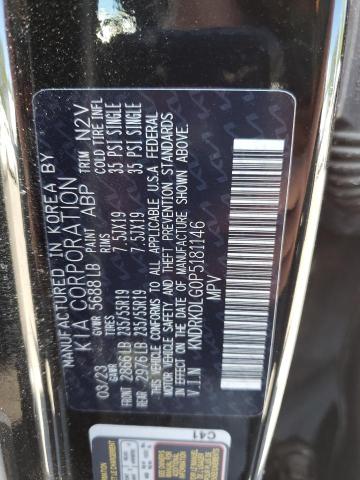 MANUFACTURED IN KOREA BY
KIA CORPORATION
03/23 GVWR 5688 LB PAINT ABP TRIM N2V
GAWR TIRES RIMS COLD TIRE INFL
FRONT 2866 LB 235/55R19 7.5JX19 35 PSI SINGLE
REAR 2976 LB 235/55R19 7.5JX19 35 PSI SINGLE
THIS VEHICLE CONFORMS TO ALL APPLICABLE U.S.A FEDERAL
MOTOR VEHICLE SAFETY, BUMPER, AND THEFT PREVENTION STANDARDS
IN EFFECT ON THE DATE OF MANUFACTURE SHOWN ABOVE.
V.I.N KNDRKDLG0P5181146
MPV
C41